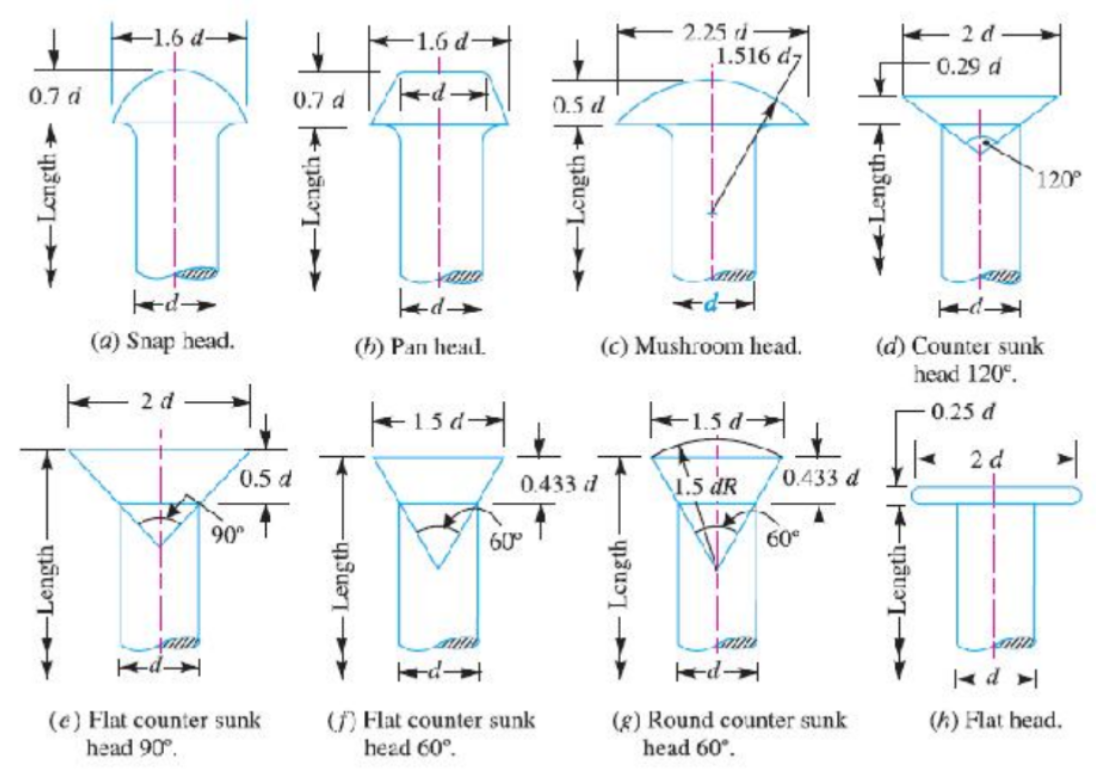 1.6 d
0.7 d
Length
d
(a) Snap head.
1.6 d
0.7 d
d
Length
d
(b) Pan head.
2.25 d
1.516 d
0.5 d
Length
d
(c) Mushroom head.
2 d
0.29 d
120°
Length
d
(d) Counter sunk
head 120°.
2 d
0.5 d
90°
Length
d
(e) Flat counter sunk
head 90°.
1.5 d
0.433 d
60°
Length
d
(f) Flat counter sunk
head 60°.
1.5 d
0.433 d
1.5 dR
60°
Length
d
(g) Round counter sunk
head 60°.
0.25 d
2 d
Length
d
(h) Flat head.